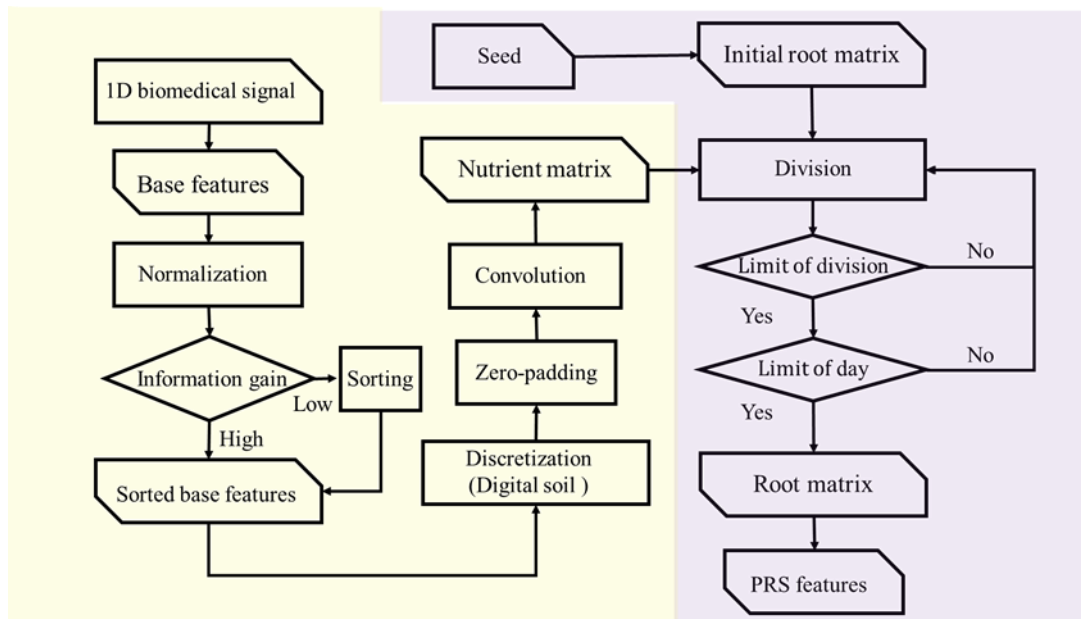 1D biomedical signal
Base features
Normalization
Information gain
Low
Sorting
High
Sorted base features
Nutrient matrix
Convolution
Zero-padding
Discretization
(Digital soil )
Seed
Initial root matrix
Division
Limit of division
No
Yes
Limit of day
No
Yes
Root matrix
PRS features